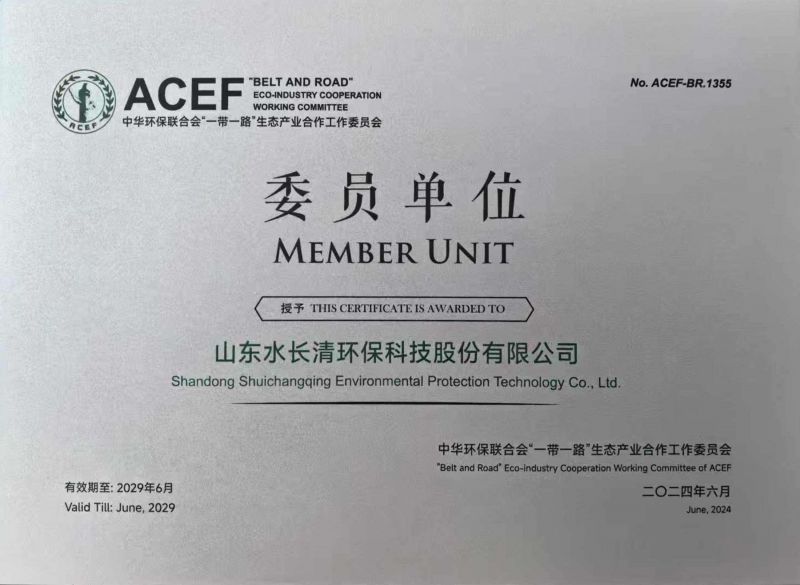 ACEF
"BELT AND ROAD"
ECO-INDUSTRY COOPERATION
WORKING COMMITTEE
中华环保联合会“一带一路”生态产业合作工作委员会
ACEF
No. ACEF-BR.1355
委员单位
MEMBER UNIT
授予 THIS CERTIFICATE IS AWARDED TO
山东水长清环保科技股份有限公司
Shandong Shuichangqing Environmental Protection Technology Co., Ltd.
中华环保联合会“一带一路”生态产业合作工作委员会
"Belt and Road" Eco-industry Cooperation Working Committee of ACEF
有效期至: 2029年6月
Valid Till: June, 2029
二〇二四年六月
June, 2024